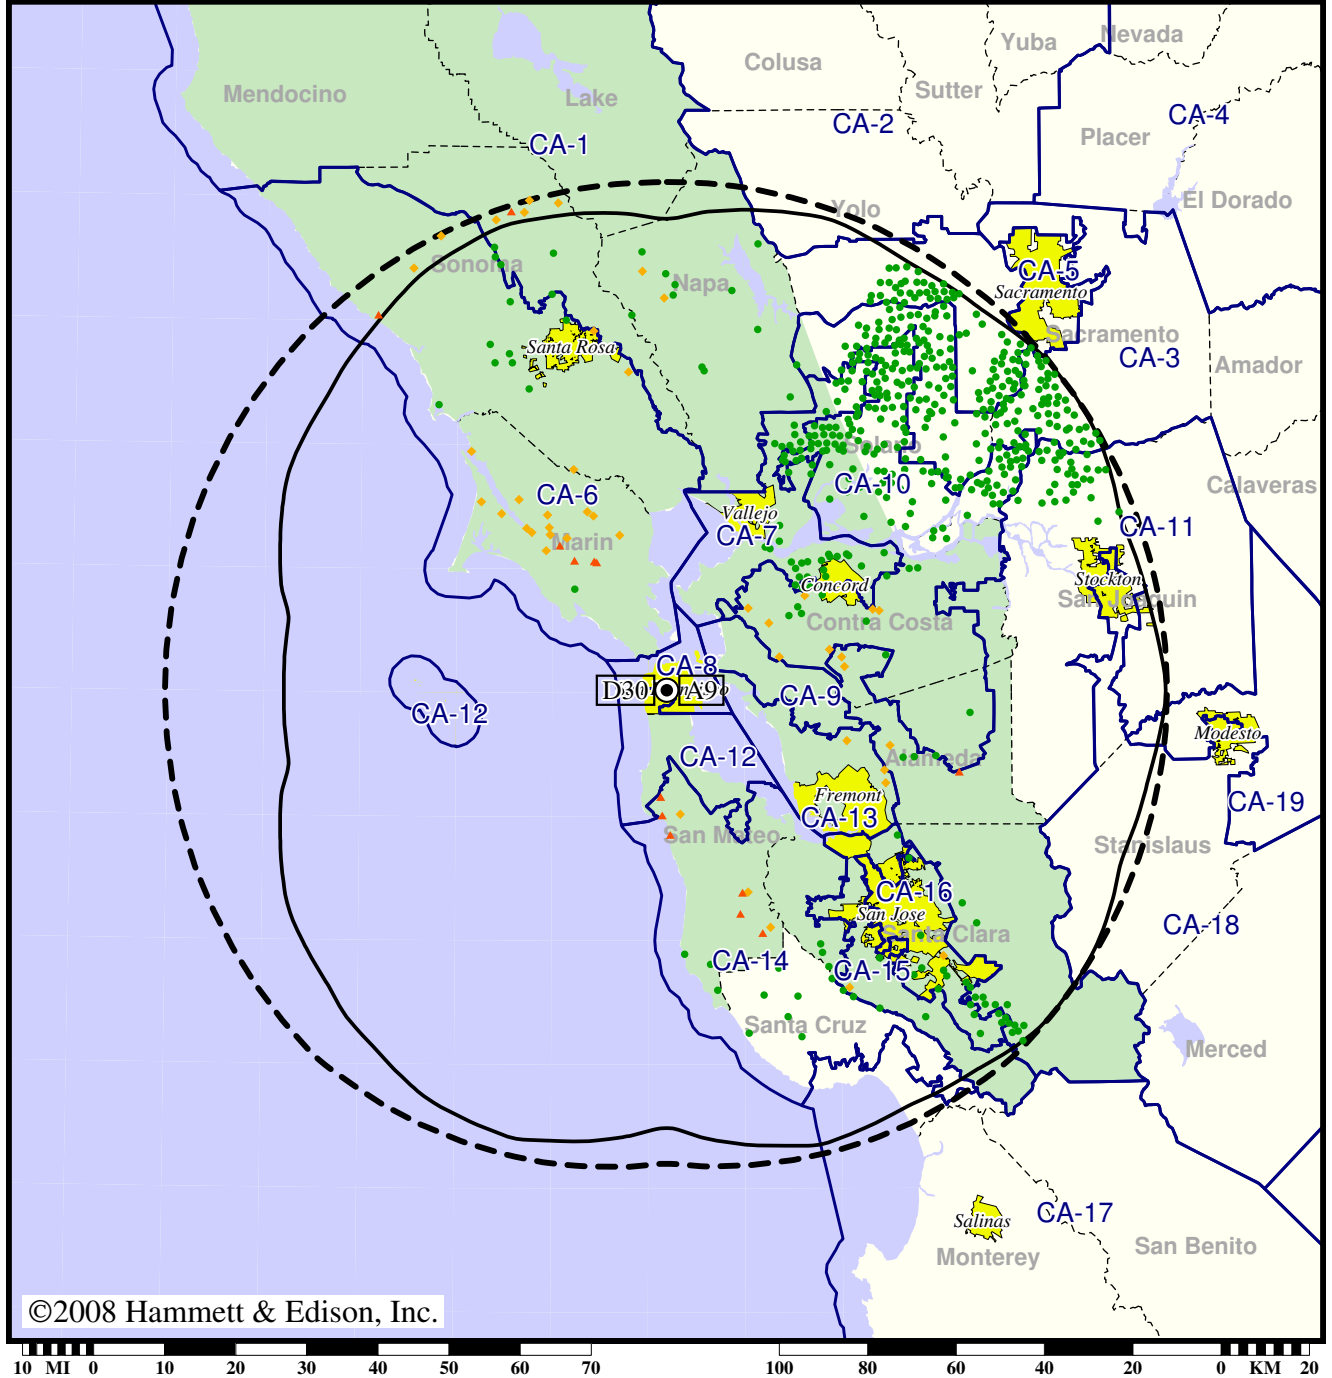 Nevada
Yuba
Colusa
Sutter
Mendocino
Lake
CA-4
CA-2
Placer
CA-1
El Dorado
Yolo
Sonoma
CA-5
Napa
Sacramento
Sacramento
Santa Rosa
CA-3
Amador
Solano
CA-10
Calaveras
CA-6
Vallejo
CA-11
CA-7
Marin
Stockton
Concord
San Joaquin
Contra Costa
CA-8
D30 A9
CA-9
CA-12
Modesto
CA-12
Alameda
Fremont
CA-19
CA-13
San Mateo
Stanislaus
CA-16
San Jose
CA-18
Santa Clara
CA-14
CA-15
Santa Cruz
Merced
CA-17
Salinas
San Benito
Monterey
©2008 Hammett & Edison, Inc.
10 MI 0 10 20 30 40 50 60 70 100 80 60 40 20 0 KM 20